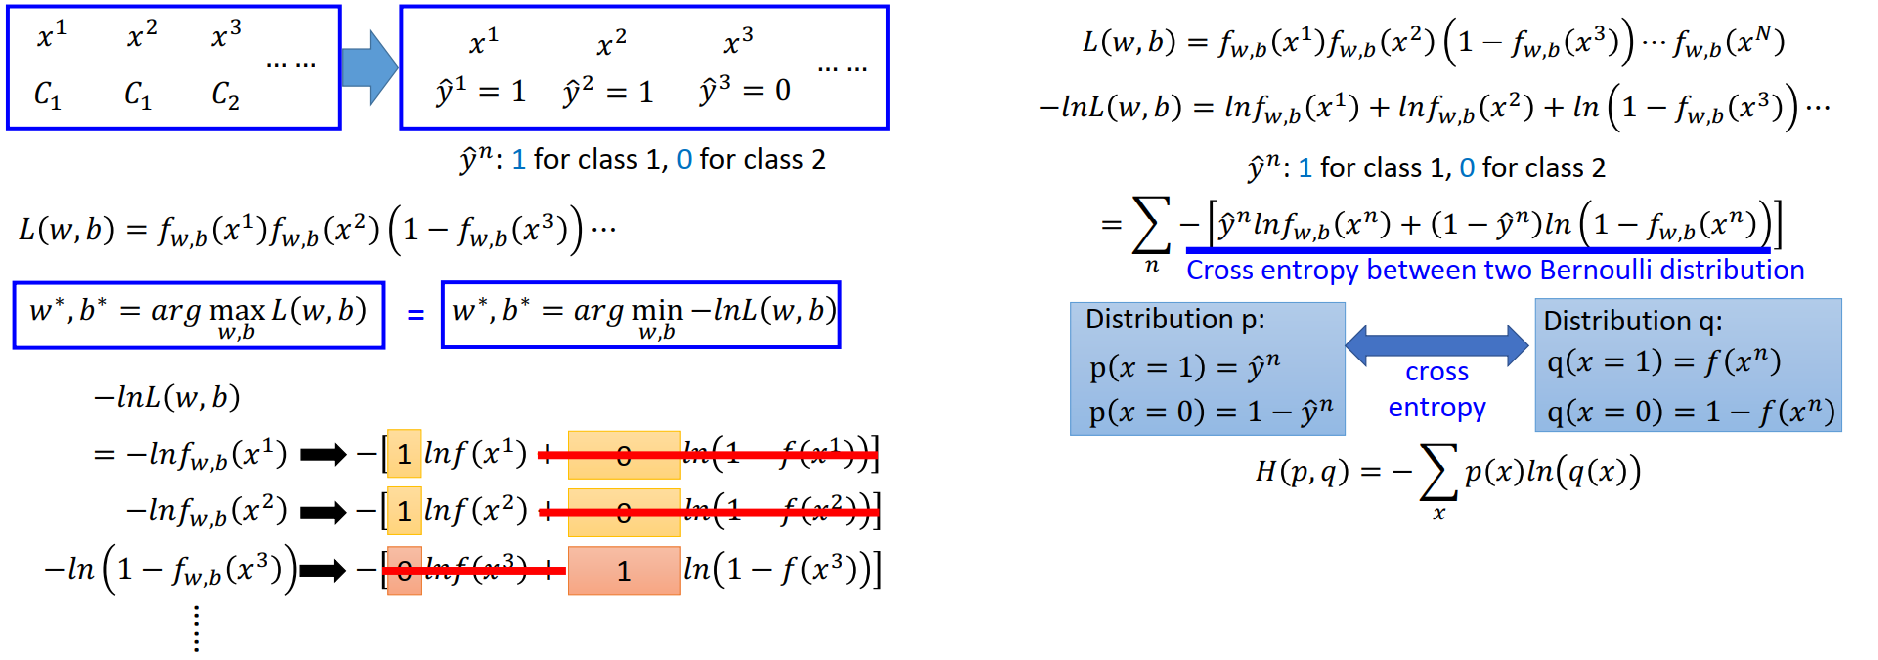 x¹ x² x³ ... ...
C₁ C₁ C₂
x¹ x² x³ ... ...
ŷ¹ = 1 ŷ² = 1 ŷ³ = 0
ŷⁿ: 1 for class 1, 0 for class 2
L(w, b) = f_{w,b}(x¹)f_{w,b}(x²)(1 − f_{w,b}(x³))⋯
w*, b* = arg max_{w,b} L(w, b) = w*, b* = arg min_{w,b} −lnL(w, b)
−lnL(w, b)
= −lnf_{w,b}(x¹) −[1 lnf(x¹) + 0 ln(1 − f(x¹))]
−lnf_{w,b}(x²) −[1 lnf(x²) + 0 ln(1 − f(x²))]
−ln(1 − f_{w,b}(x³)) −[0 lnf(x³) + 1 ln(1 − f(x³))]
L(w, b) = f_{w,b}(x¹)f_{w,b}(x²)(1 − f_{w,b}(x³))⋯f_{w,b}(x^N)
−lnL(w, b) = lnf_{w,b}(x¹) + lnf_{w,b}(x²) + ln(1 − f_{w,b}(x³))⋯
ŷⁿ: 1 for class 1, 0 for class 2
= ∑_n −[ŷⁿlnf_{w,b}(xⁿ) + (1 − ŷⁿ)ln(1 − f_{w,b}(xⁿ))]
Cross entropy between two Bernoulli distribution
Distribution p:
p(x = 1) = ŷⁿ
p(x = 0) = 1 − ŷⁿ
cross
entropy
Distribution q:
q(x = 1) = f(xⁿ)
q(x = 0) = 1 − f(xⁿ)
H(p, q) = −∑_x p(x)ln(q(x))